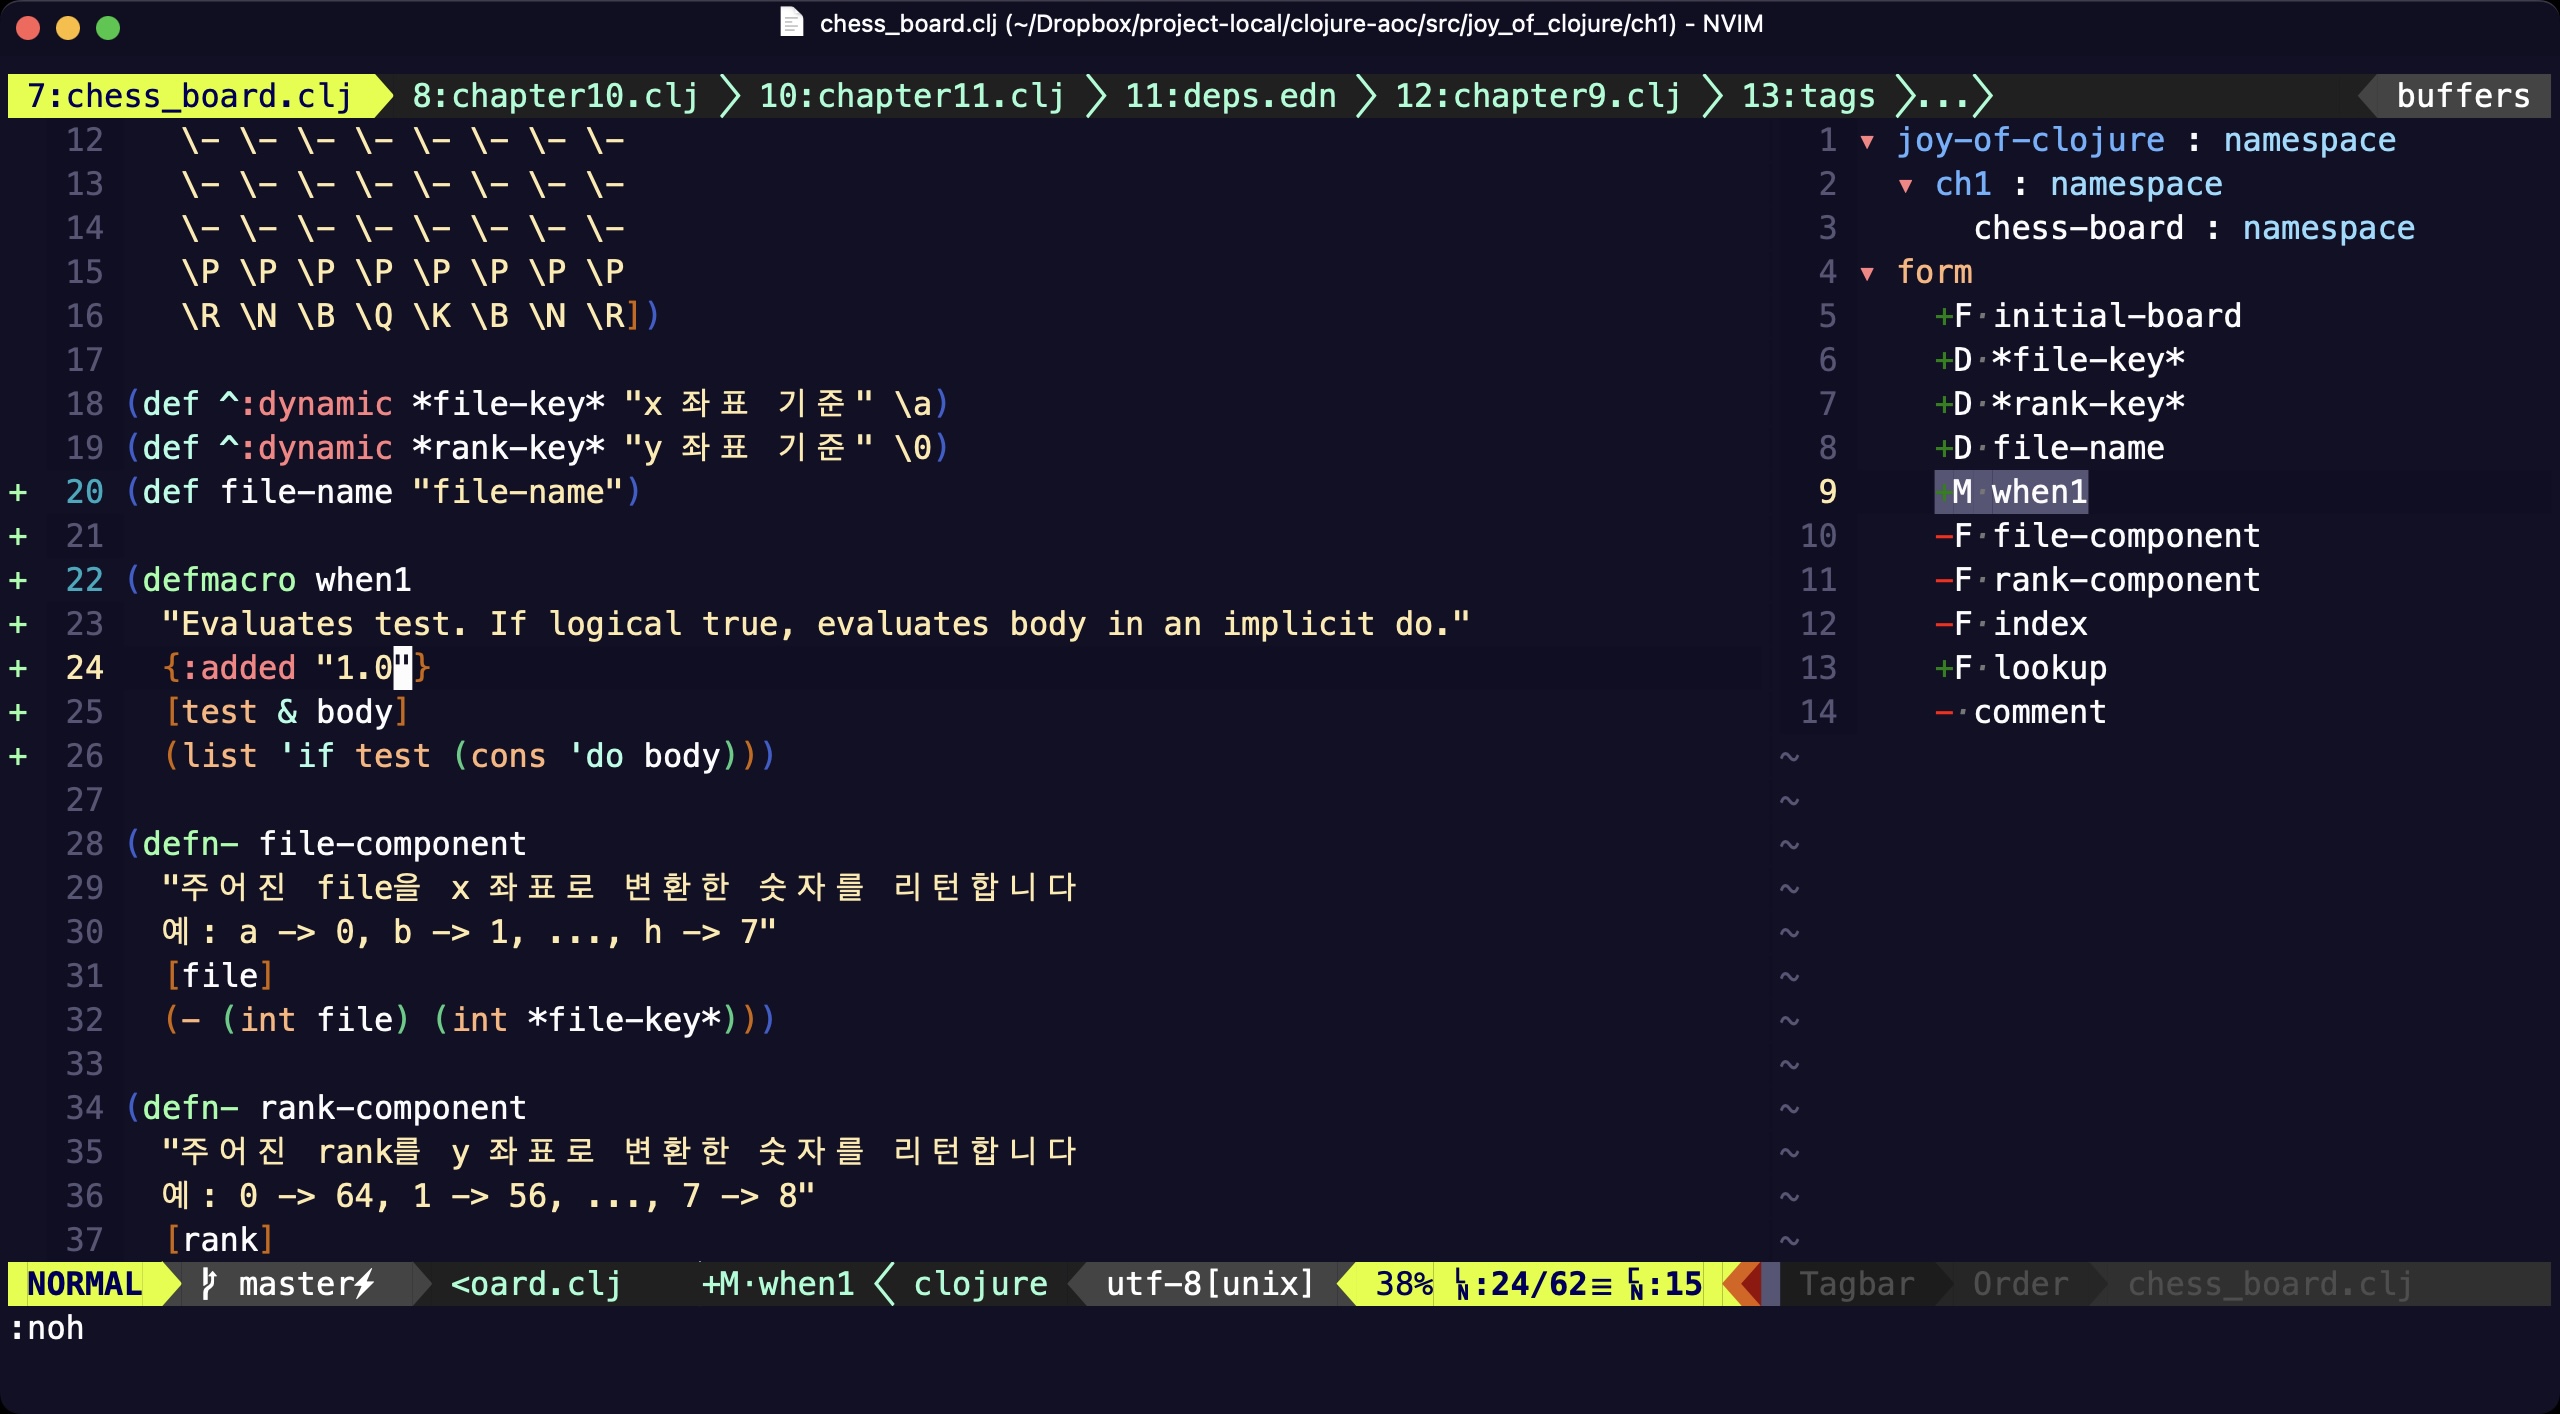 chess_board.clj (~/Dropbox/project-local/clojure-aoc/src/joy_of_clojure/ch1) - NVIM
7:chess_board.clj 8:chapter10.clj 10:chapter11.clj 11:deps.edn 12:chapter9.clj 13:tags ... buffers
12 \- \- \- \- \- \- \- \-
13 \- \- \- \- \- \- \- \-
14 \- \- \- \- \- \- \- \-
15 \P \P \P \P \P \P \P \P
16 \R \N \B \Q \K \B \N \R])
17
18 (def ^:dynamic *file-key* "x 좌표 기준" \a)
19 (def ^:dynamic *rank-key* "y 좌표 기준" \0)
+ 20 (def file-name "file-name")
+ 21
+ 22 (defmacro when1
+ 23 "Evaluates test. If logical true, evaluates body in an implicit do."
+ 24 {:added "1.0"}
+ 25 [test & body]
+ 26 (list 'if test (cons 'do body)))
27
28 (defn- file-component
29 "주어진 file을 x 좌표로 변환한 숫자를 리턴합니다
30 예: a -> 0, b -> 1, ..., h -> 7"
31 [file]
32 (- (int file) (int *file-key*)))
33
34 (defn- rank-component
35 "주어진 rank를 y 좌표로 변환한 숫자를 리턴합니다
36 예: 0 -> 64, 1 -> 56, ..., 7 -> 8"
37 [rank]
1 ▾ joy-of-clojure : namespace
2 ▾ ch1 : namespace
3 chess-board : namespace
4 ▾ form
5 +F·initial-board
6 +D·*file-key*
7 +D·*rank-key*
8 +D·file-name
9 +M·when1
10 -F·file-component
11 -F·rank-component
12 -F·index
13 +F·lookup
14 -·comment
~
~
~
~
~
~
~
~
~
~
~
~
NORMAL master⚡ <oard.clj +M·when1 clojure utf-8[unix] 38% ㏑:24/62≡ ℅:15 Tagbar Order chess_board.clj
:noh